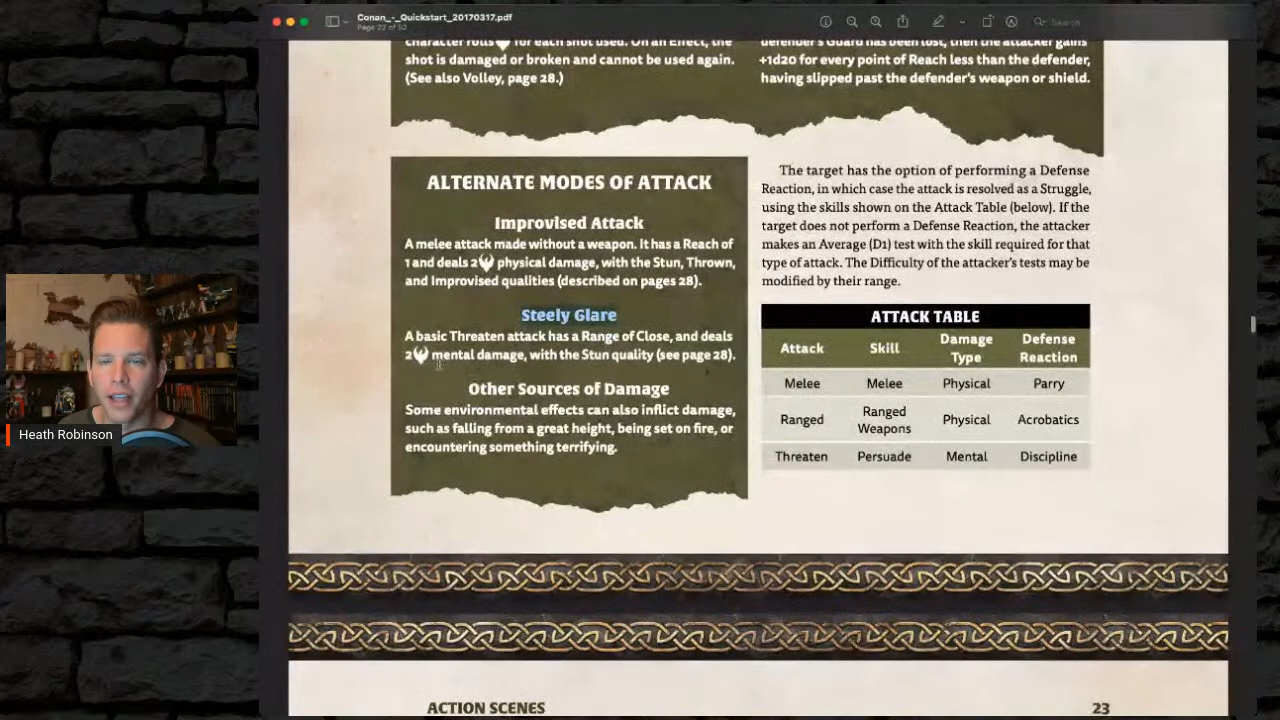 Conan_-_Quickstart_20170317.pdf
Page 22 of 52
Search
character rolls for each shot used. On an Effect, the
shot is damaged or broken and cannot be used again.
(See also Volley, page 28.)
defender's Guard has been lost, then the attacker gains
+1d20 for every point of Reach less than the defender,
having slipped past the defender's weapon or shield.
ALTERNATE MODES OF ATTACK
Improvised Attack
A melee attack made without a weapon. It has a Reach of
1 and deals 2 physical damage, with the Stun, Thrown,
and Improvised qualities (described on pages 28).
Steely Glare
A basic Threaten attack has a Range of Close, and deals
2 mental damage, with the Stun quality (see page 28).
Other Sources of Damage
Some environmental effects can also inflict damage,
such as falling from a great height, being set on fire, or
encountering something terrifying.
The target has the option of performing a Defense
Reaction, in which case the attack is resolved as a Struggle,
using the skills shown on the Attack Table (below). If the
target does not perform a Defense Reaction, the attacker
makes an Average (D1) test with the skill required for that
type of attack. The Difficulty of the attacker's tests may be
modified by their range.
ATTACK TABLE
Attack Skill Damage Type Defense Reaction
Melee Melee Physical Parry
Ranged Ranged Weapons Physical Acrobatics
Threaten Persuade Mental Discipline
Heath Robinson
ACTION SCENES 23